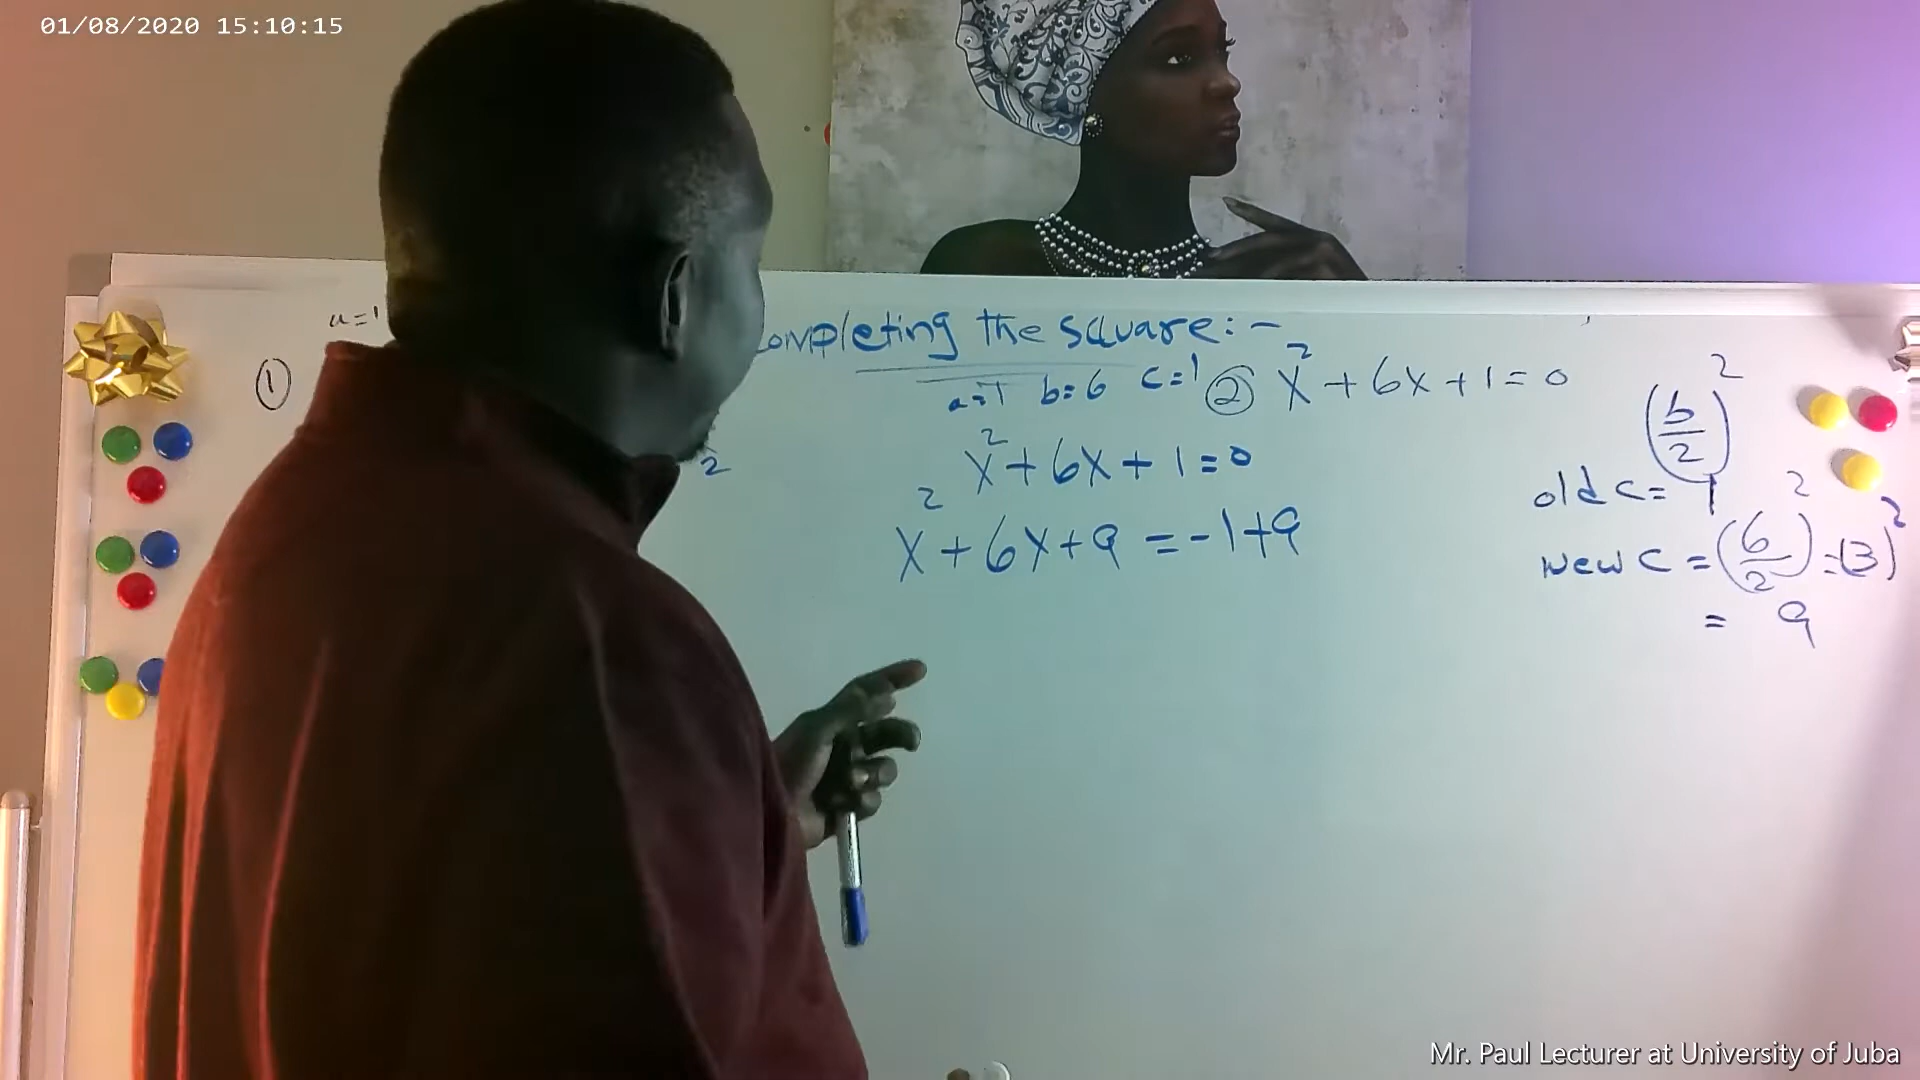 01/08/2020 15:10:15
a=1
completing the square:-
①
a=1 b=6 c=1
② x² + 6x + 1 = 0
(b/2)²
2
x² + 6x + 1 = 0
old c = 1
x² + 6x + 9 = -1+9
New c = (6/2)² = (3)²
= 9
Mr. Paul Lecturer at University of Juba